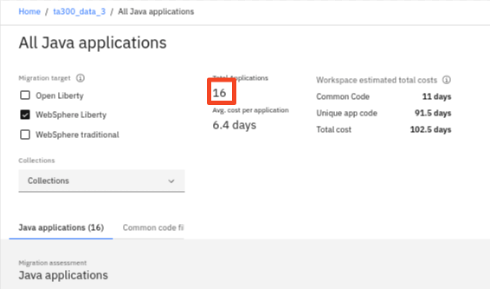 Home / ta300_data_3 / All Java applications
All Java applications
Migration target
Open Liberty
WebSphere Liberty
WebSphere traditional
Collections
Collections
Total Applications
16
Avg. cost per application
6.4 days
Workspace estimated total costs
Common Code 11 days
Unique app code 91.5 days
Total cost 102.5 days
Java applications (16) Common code fi
Migration assessment
Java applications